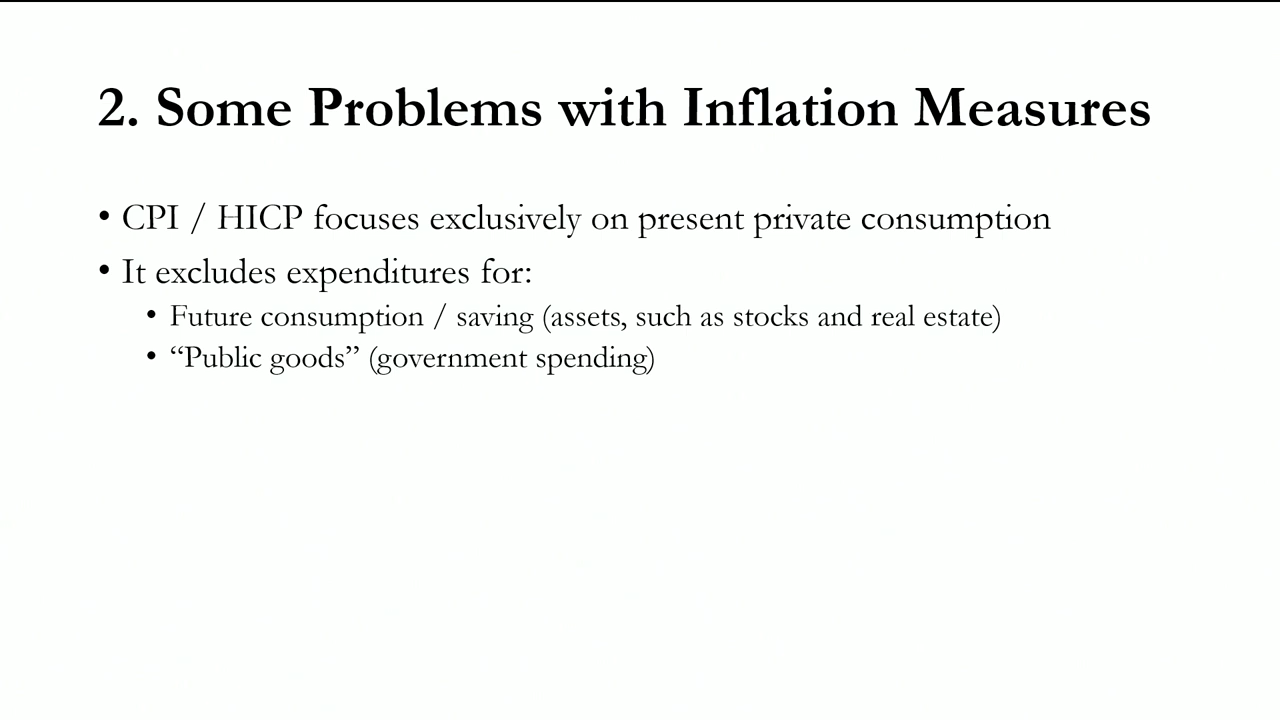 2. Some Problems with Inflation Measures
• CPI / HICP focuses exclusively on present private consumption
• It excludes expenditures for:
• Future consumption / saving (assets, such as stocks and real estate)
• “Public goods” (government spending)